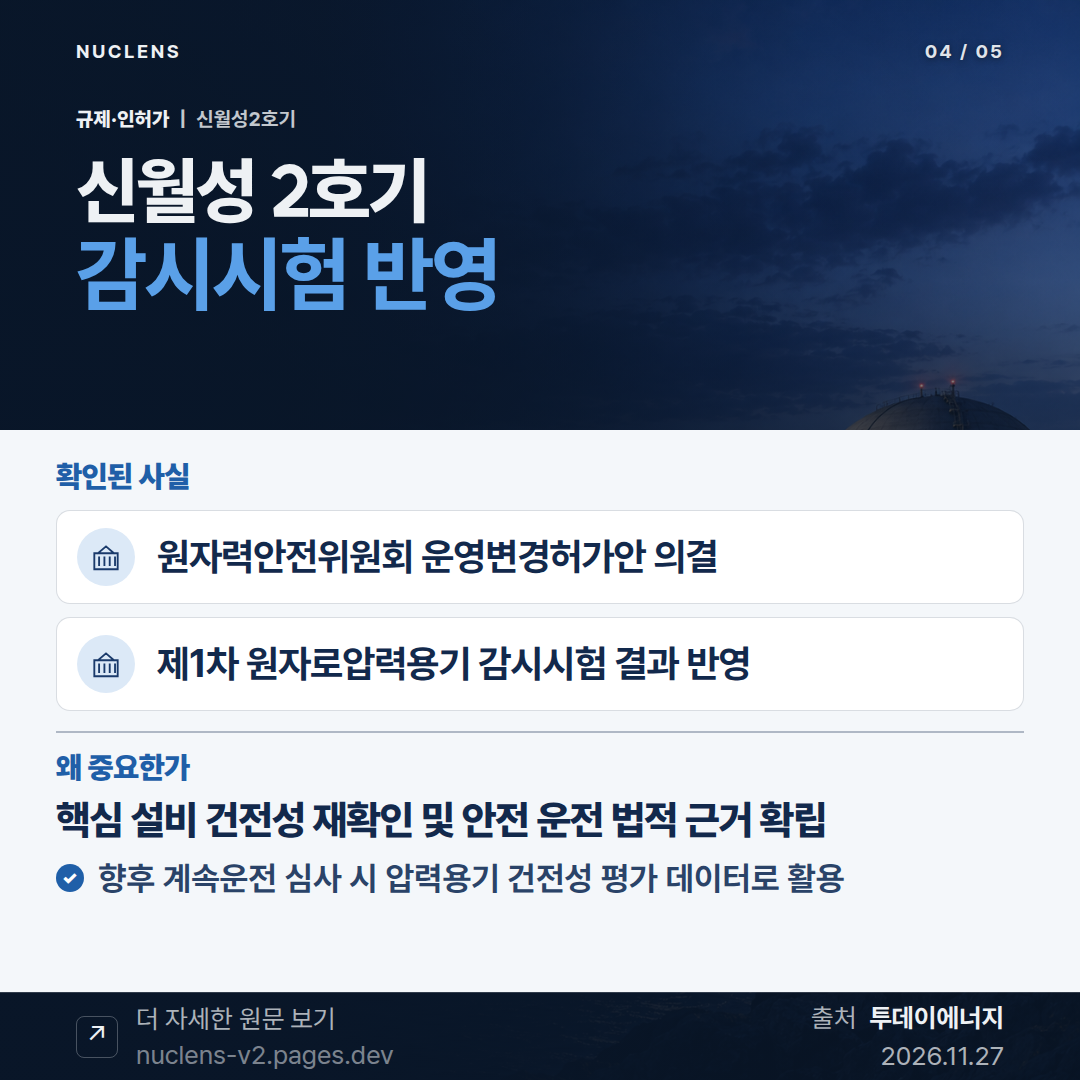 NUCLENS
04 / 05
규제·인허가 | 신월성2호기
신월성 2호기
감시시험 반영
확인된 사실
원자력안전위원회 운영변경허가안 의결
제1차 원자로압력용기 감시시험 결과 반영
왜 중요한가
핵심 설비 건전성 재확인 및 안전 운전 법적 근거 확립
향후 계속운전 심사 시 압력용기 건전성 평가 데이터로 활용
더 자세한 원문 보기
nuclens-v2.pages.dev
출처 투데이에너지
2026.11.27